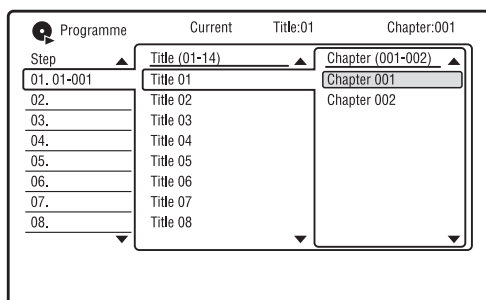 Programme Current Title:01 Chapter:001
Step Title (01-14) Chapter (001-002)
01. 01-001 Title 01 Chapter 001
02. Title 02 Chapter 002
03. Title 03
04. Title 04
05. Title 05
06. Title 06
07. Title 07
08. Title 08